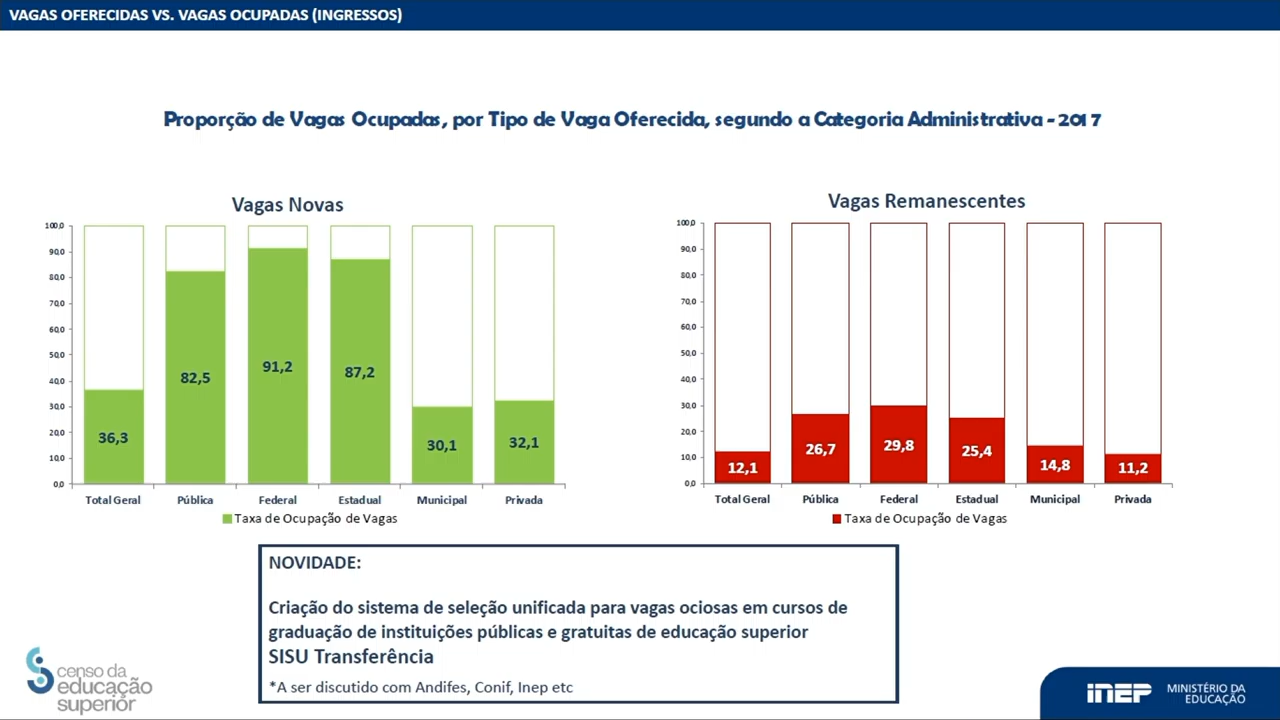 VAGAS OFERECIDAS VS. VAGAS OCUPADAS (INGRESSOS)
Proporção de Vagas Ocupadas, por Tipo de Vaga Oferecida, segundo a Categoria Administrativa - 2017
Vagas Novas
100,0
90,0
80,0
70,0
60,0
50,0
40,0
30,0
20,0
10,0
0,0
36,3
82,5
91,2
87,2
30,1
32,1
Total Geral
Pública
Federal
Estadual
Municipal
Privada
Taxa de Ocupação de Vagas
Vagas Remanescentes
100,0
90,0
80,0
70,0
60,0
50,0
40,0
30,0
20,0
10,0
0,0
12,1
26,7
29,8
25,4
14,8
11,2
Total Geral
Pública
Federal
Estadual
Municipal
Privada
Taxa de Ocupação de Vagas
NOVIDADE:
Criação do sistema de seleção unificada para vagas ociosas em cursos de
graduação de instituições públicas e gratuitas de educação superior
SISU Transferência
*A ser discutido com Andifes, Conif, Inep etc
censo da
educação
superior
INEP
MINISTÉRIO DA
EDUCAÇÃO